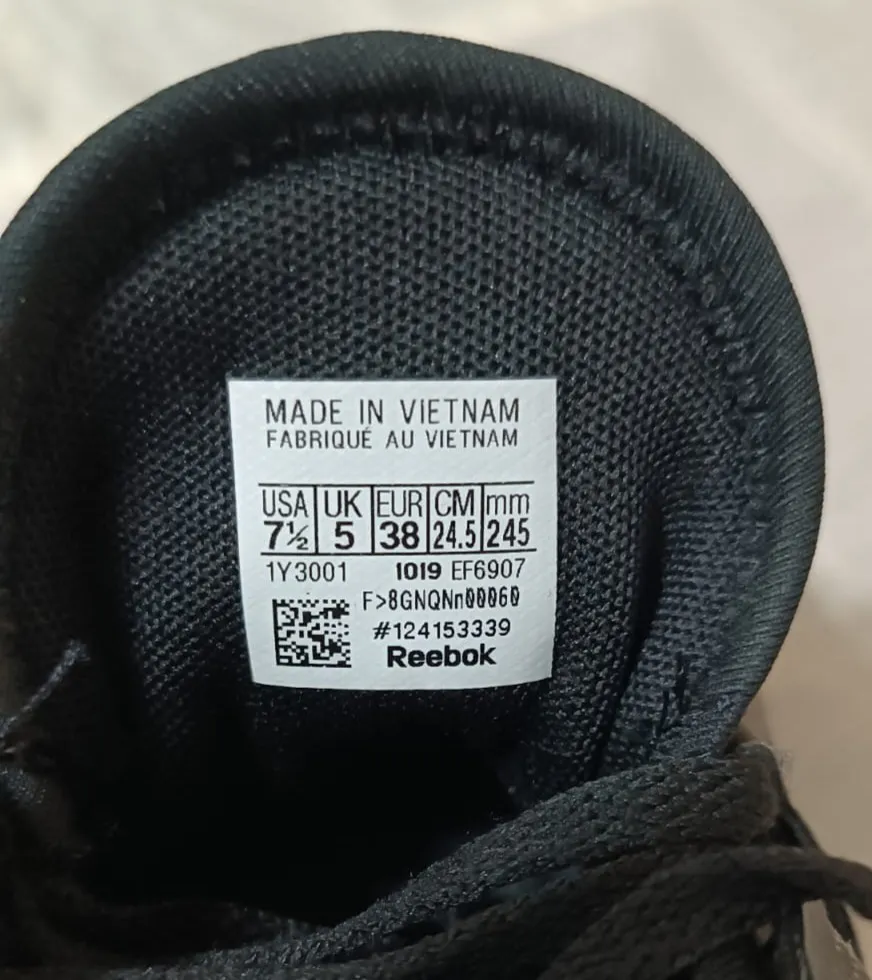 MADE IN VIETNAM
FABRIQUÉ AU VIETNAM
USA UK EUR CM mm
7½ 5 38 24.5 245
1Y3001 1019 EF6907
F>8GNQNn00060
#124153339
Reebok